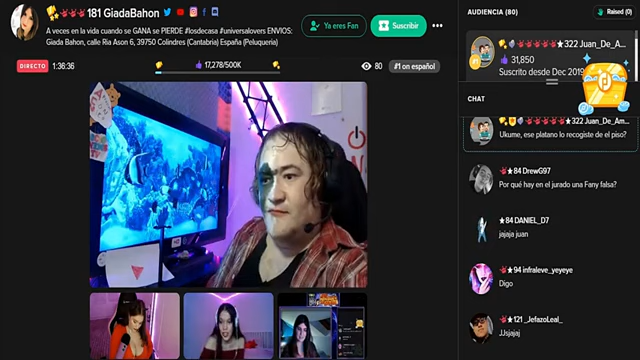 181 GiadaBahon
A veces en la vida cuando se GANA se PIERDE #losdecasa #universalovers ENVIOS:
Giada Bahon, calle Ria Ason 6, 39750 Colindres (Cantabria) España (Peluqueria)
Ya eres Fan
Suscribir
DIRECTO
1:36:36
17,278/500K
80
#1 on español
AUDIENCIA (80)
Raised (0)
322 Juan_De_A...
31,850
Suscrito desde Dec 2019
CHAT
322 Juan_De_Am...
Ukume, ese platano lo recogiste de el piso?
84 DrewG97
Por qué hay en el jurado una Fany falsa?
84 DANIEL_D7
jajaja juan
94 infraleve_yeyeye
Digo
121 _JefazoLeal_
JJsjajaj